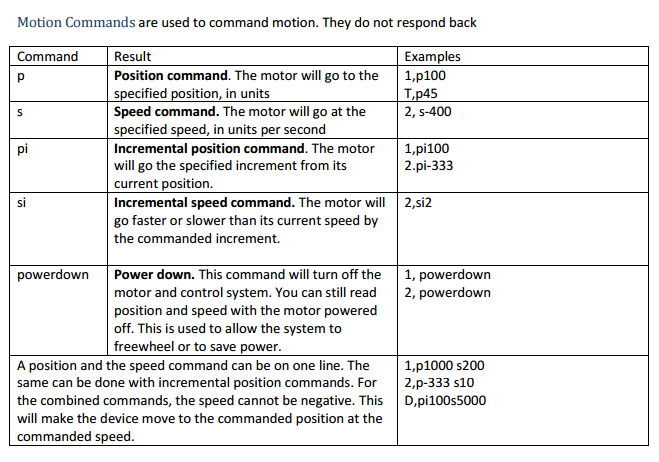 Motion Commands are used to command motion. They do not respond back
Command Result Examples
p Position command. The motor will go to the 1,p100
specified position, in units T,p45
s Speed command. The motor will go at the 2, s-400
specified speed, in units per second
pi Incremental position command. The motor 1,pi100
will go the specified increment from its 2.pi-333
current position.
si Incremental speed command. The motor will 2,si2
go faster or slower than its current speed by
the commanded increment.
powerdown Power down. This command will turn off the 1, powerdown
motor and control system. You can still read 2, powerdown
position and speed with the motor powered
off. This is used to allow the system to
freewheel or to save power.
A position and the speed command can be on one line. The 1,p1000 s200
same can be done with incremental position commands. For 2,p-333 s10
the combined commands, the speed cannot be negative. This D,pi100s5000
will make the device move to the commanded position at the
commanded speed.